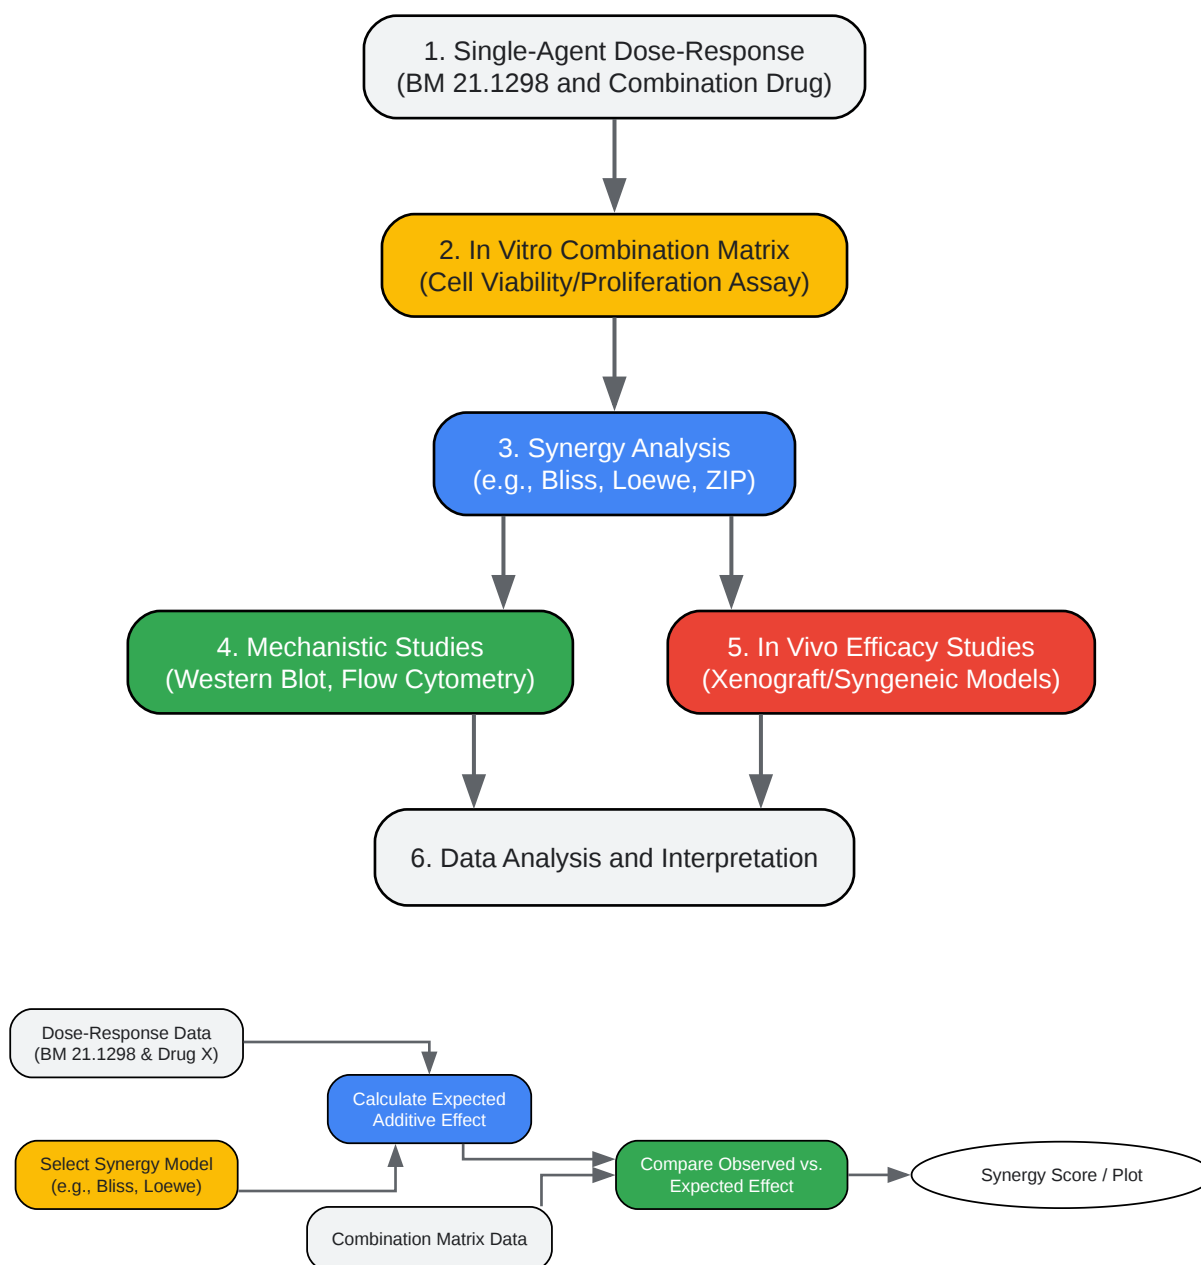 1. Single-Agent Dose-Response
(BM 21.1298 and Combination Drug)
2. In Vitro Combination Matrix
(Cell Viability/Proliferation Assay)
3. Synergy Analysis
(e.g., Bliss, Loewe, ZIP)
4. Mechanistic Studies
(Western Blot, Flow Cytometry)
5. In Vivo Efficacy Studies
(Xenograft/Syngeneic Models)
6. Data Analysis and Interpretation
Dose-Response Data
(BM 21.1298 & Drug X)
Calculate Expected
Additive Effect
Select Synergy Model
(e.g., Bliss, Loewe)
Compare Observed vs.
Expected Effect
Synergy Score / Plot
Combination Matrix Data